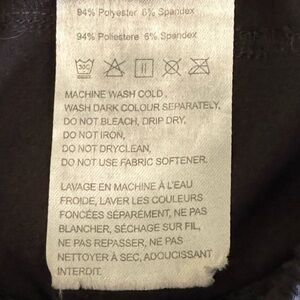 94% Polyester 6% Spandex
94% Poliestere 6% Spandex
30°
MACHINE WASH COLD,
WASH DARK COLOUR SEPARATELY,
DO NOT BLEACH, DRIP DRY,
DO NOT IRON,
DO NOT DRYCLEAN,
DO NOT USE FABRIC SOFTENER.
LAVAGE EN MACHINE À L'EAU
FROIDE, LAVER LES COULEURS
FONCÉES SÉPARÉMENT, NE PAS
BLANCHIR, SÉCHAGE SUR FIL,
NE PAS REPASSER, NE PAS
NETTOYER À SEC, ADOUCISSANT
INTERDIT.